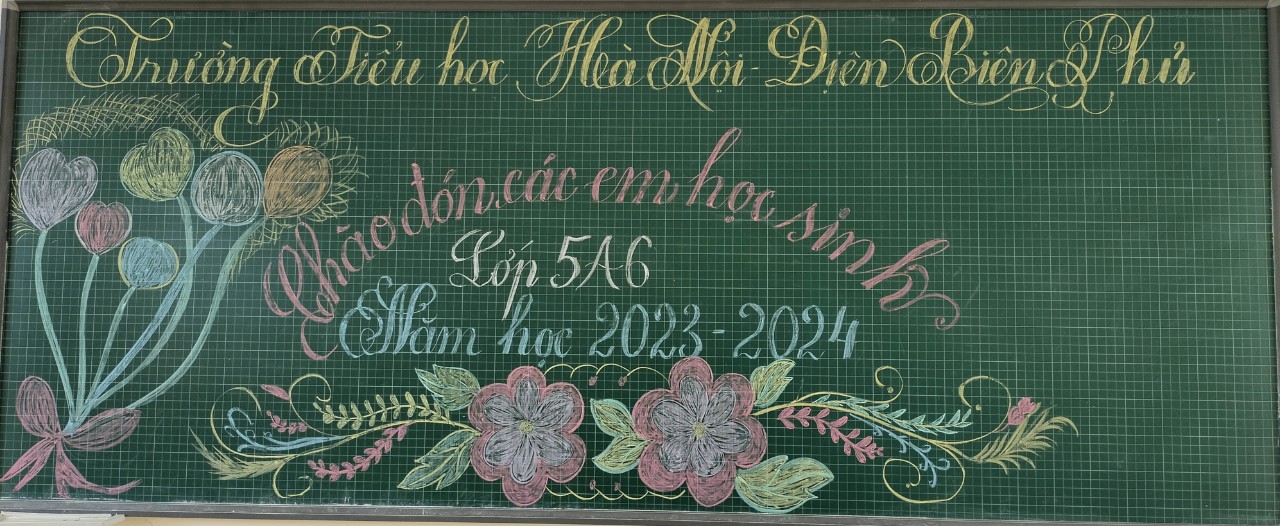 Trường Tiểu học Hà Nội - Điện Biên Phủ
Chào đón các em học sinh
Lớp 5A6
Năm học 2023 - 2024